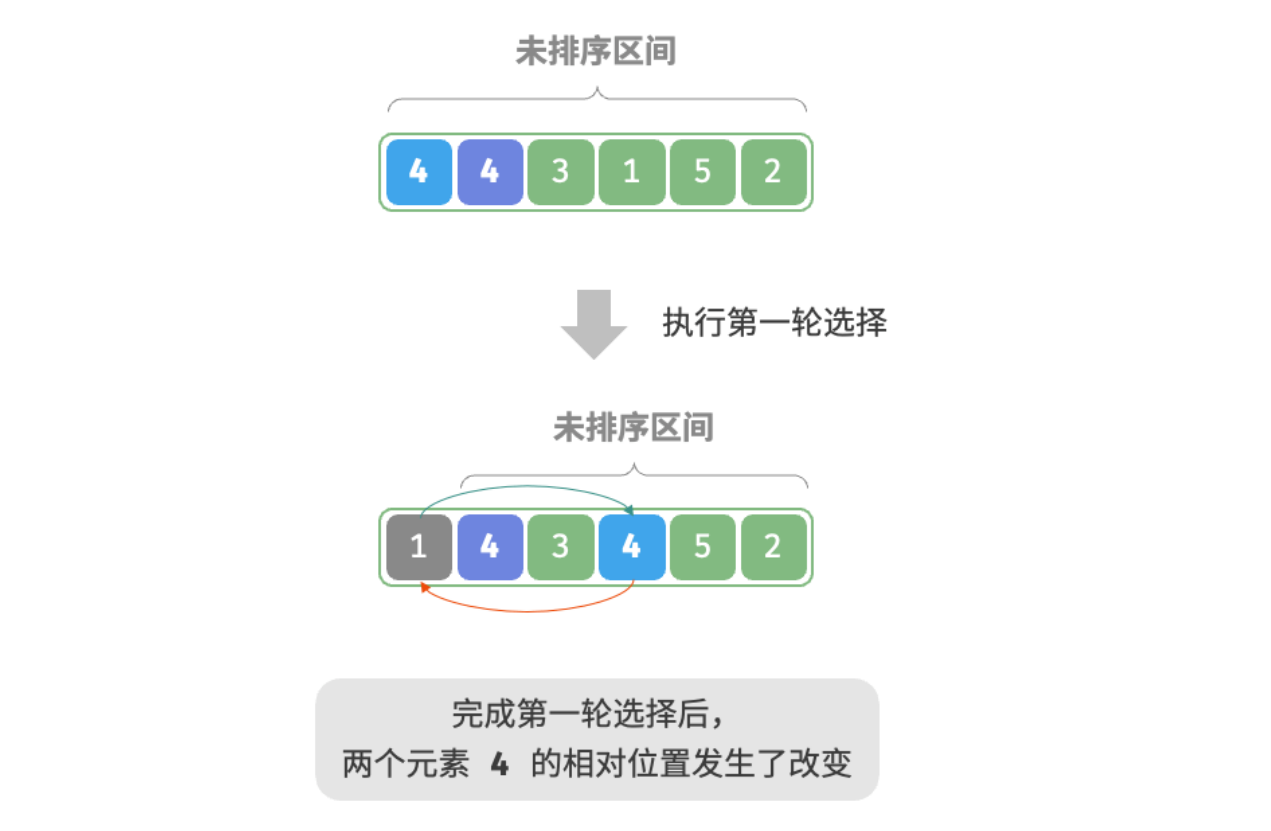 未排序区间
4 4 3 1 5 2
执行第一轮选择
未排序区间
1 4 3 4 5 2
完成第一轮选择后，
两个元素 4 的相对位置发生了改变